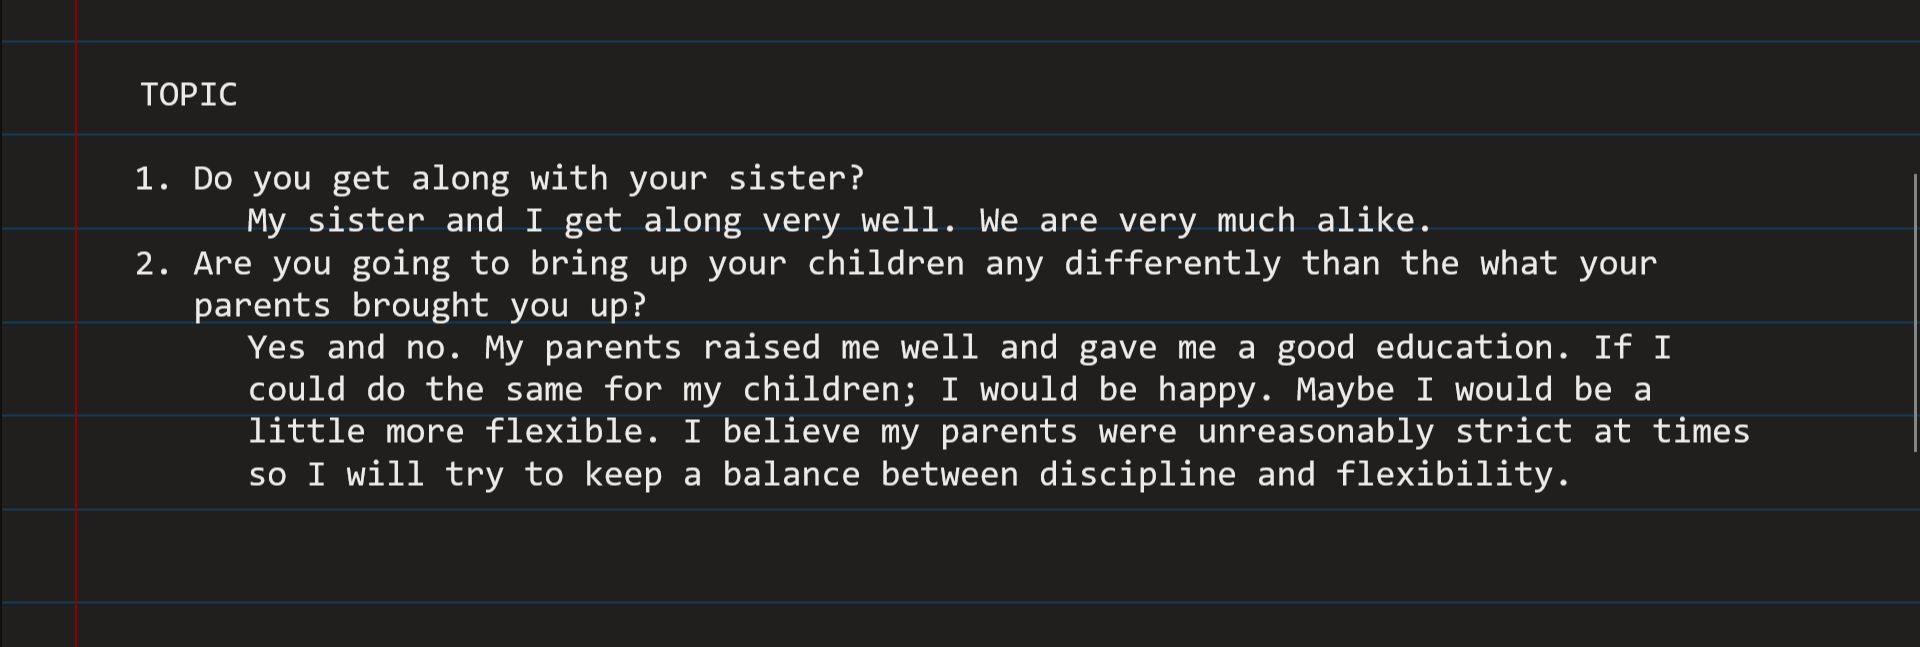 TOPIC
1. Do you get along with your sister?
My sister and I get along very well. We are very much alike.
2. Are you going to bring up your children any differently than the what your
parents brought you up?
Yes and no. My parents raised me well and gave me a good education. If I
could do the same for my children; I would be happy. Maybe I would be a
little more flexible. I believe my parents were unreasonably strict at times
so I will try to keep a balance between discipline and flexibility.